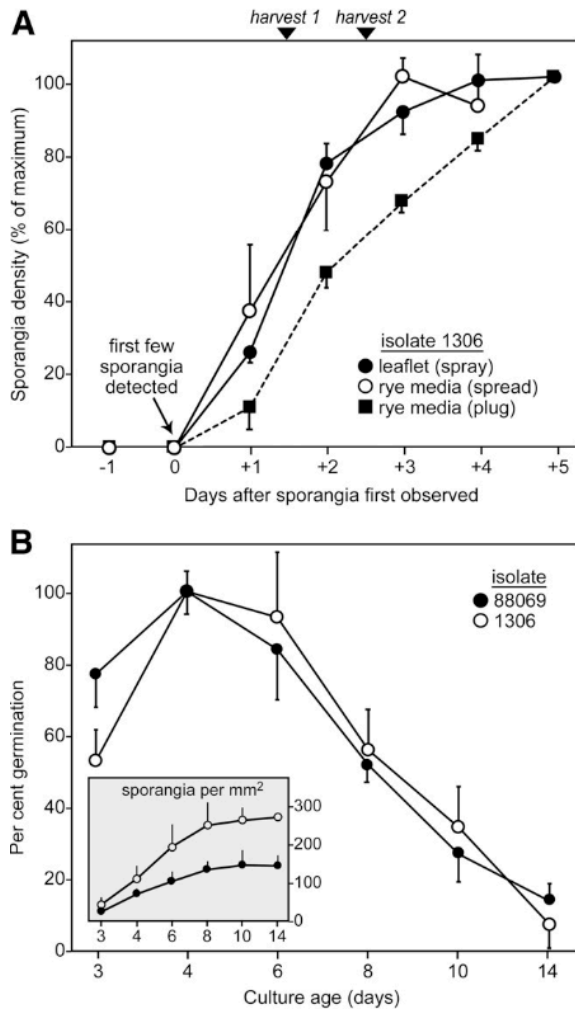 A
harvest 1
harvest 2
Sporangia density (% of maximum)
100
80
60
40
20
0
first few
sporangia
detected
isolate 1306
leaflet (spray)
rye media (spread)
rye media (plug)
-1
0
+1
+2
+3
+4
+5
Days after sporangia first observed
B
Per cent germination
100
80
60
40
20
0
isolate
88069
1306
sporangia per mm2
300
200
100
0
3
4
6
8
10
14
3
4
6
8
10
14
Culture age (days)